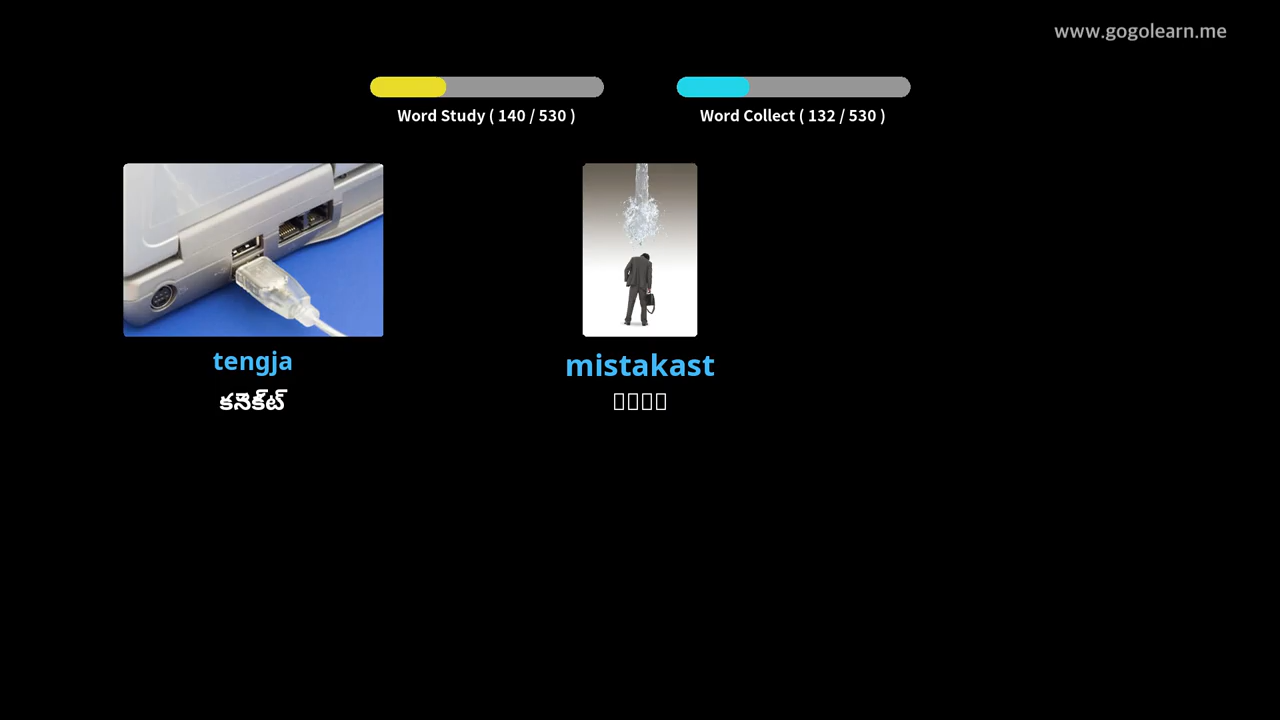 www.gogolearn.me
Word Study ( 140 / 530 )
Word Collect ( 132 / 530 )
tengja
కనెక్ట్
mistakast